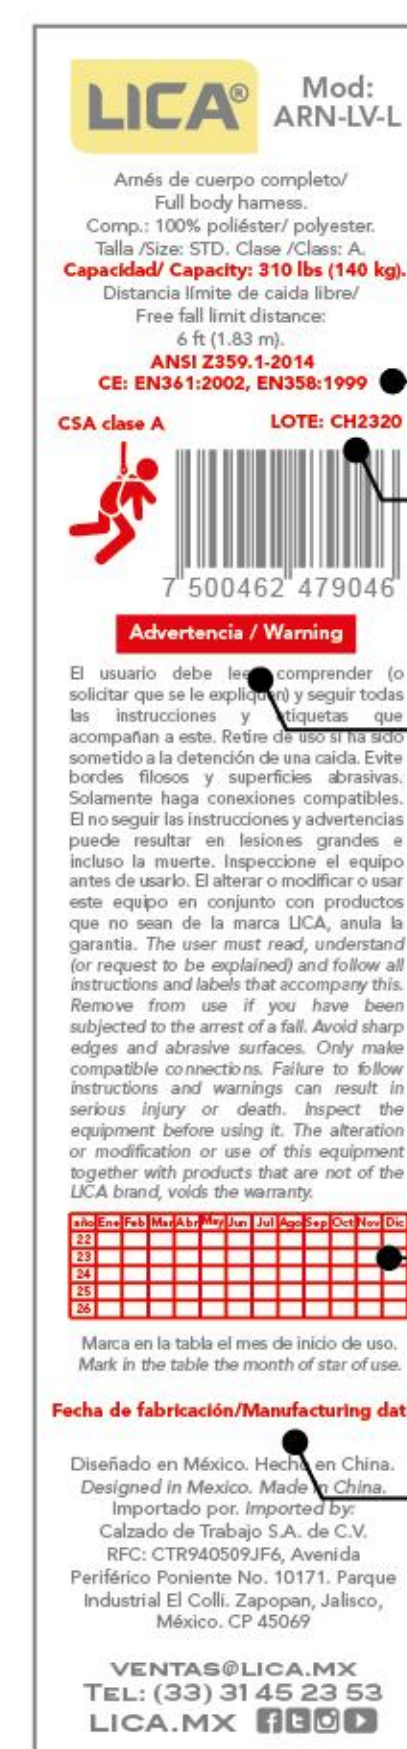 LICA®
Mod:
ARN-LV-L
Arnés de cuerpo completo/
Full body harness.
Comp.: 100% poliéster/ polyester.
Talla /Size: STD. Clase /Class: A.
Capacidad/ Capacity: 310 lbs (140 kg).
Distancia límite de caida libre/
Free fall limit distance:
6 ft (1.83 m).
ANSI Z359.1-2014
CE: EN361:2002, EN358:1999
CSA clase A
LOTE: CH2320
7 500462 479046
Advertencia / Warning
El usuario debe comprender (o
solicitar que se le expliquen) y seguir todas
las instrucciones y etiquetas que
acompañan a este. Retire de uso si ha sido
sometido a la detención de una caida. Evite
bordes filosos y superficies abrasivas.
Solamente haga conexiones compatibles.
El no seguir las instrucciones y advertencias
puede resultar en lesiones grandes e
incluso la muerte. Inspeccione el equipo
antes de usarlo. El alterar o modificar o usar
este equipo en conjunto con productos
que no sean de la marca LICA, anula la
garantia. The user must read, understand
(or request to be explained) and follow all
instructions and labels that accompany this.
Remove from use if you have been
subjected to the arrest of a fall. Avoid sharp
edges and abrasive surfaces. Only make
compatible connections. Failure to follow
instructions and warnings can result in
serious injury or death. Inspect the
equipment before using it. The alteration
or modification or use of this equipment
together with products that are not of the
LICA brand, voids the warranty.
año Ene Feb Mar Abr May Jun Jul Ago Sep Oct Nov Dic
22
23
24
25
26
Marca en la tabla el mes de inicio de uso.
Mark in the table the month of star of use.
Fecha de fabricación/Manufacturing dat
Diseñado en México. Hecho en China.
Designed in Mexico. Made in China.
Importado por. Imported by:
Calzado de Trabajo S.A. de C.V.
RFC: CTR940509JF6, Avenida
Periférico Poniente No. 10171. Parque
Industrial El Colli. Zapopan, Jalisco,
México. CP 45069
VENTAS@LICA.MX
TEL: (33) 31 45 23 53
LICA.MX